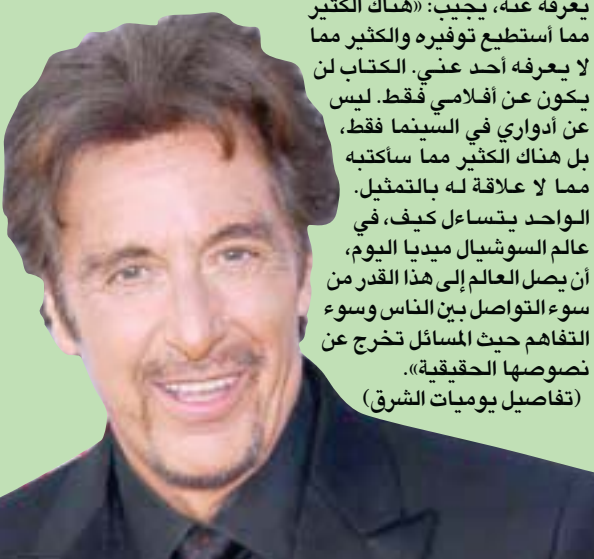 يعرفه عنه، يجيب: «هناك الكثير
مما أستطيع توفيره والكثير مما
لا يعرفه أحد عني. الكتاب لن
يكون عن أفلامي فقط. ليس
عن أدواري في السينما فقط،
بل هناك الكثير مما سأكتبه
مما لا علاقة له بالتمثيل.
الواحد يتساءل كيف، في
عالم السوشيال ميديا اليوم،
أن يصل العالم إلى هذا القدر من
سوء التواصل بين الناس وسوء
التفاهم حيث المسائل تخرج عن
نصوصها الحقيقية».
(تفاصيل يوميات الشرق)